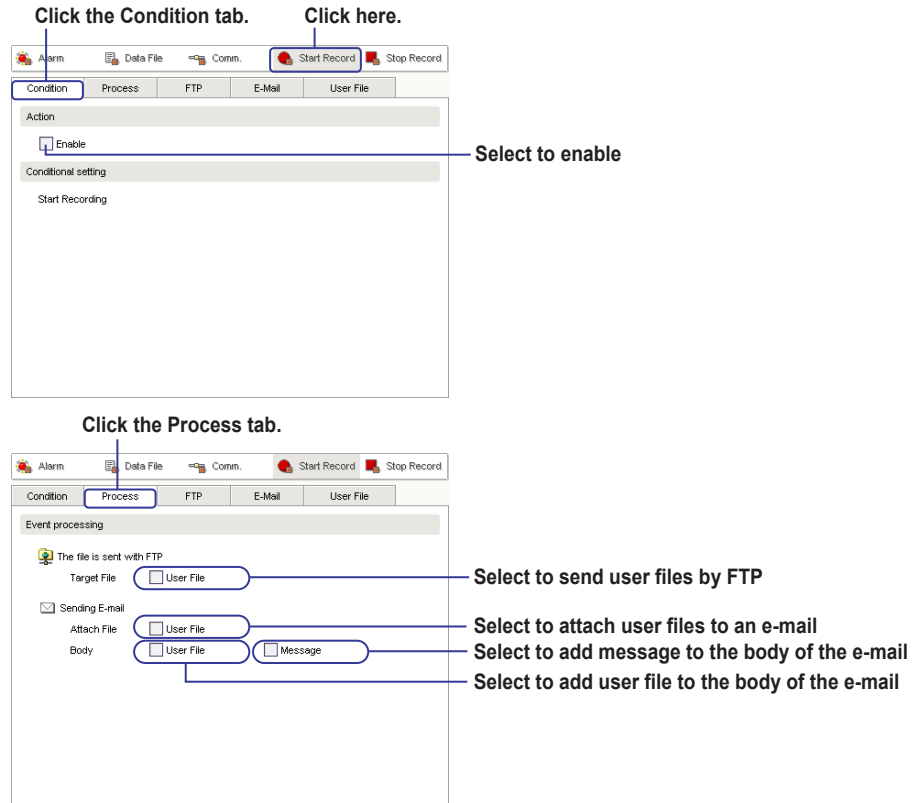 Click the Condition tab. Click here.
Alarm Data File Comm. Start Record Stop Record
Condition Process FTP E-Mail User File
Action
Enable
Select to enable
Conditional setting
Start Recording
Click the Process tab.
Alarm Data File Comm. Start Record Stop Record
Condition Process FTP E-Mail User File
Event processing
The file is sent with FTP
Target File User File Select to send user files by FTP
Sending E-mail
Attach File User File Select to attach user files to an e-mail
Body User File Message Select to add message to the body of the e-mail
Select to add user file to the body of the e-mail